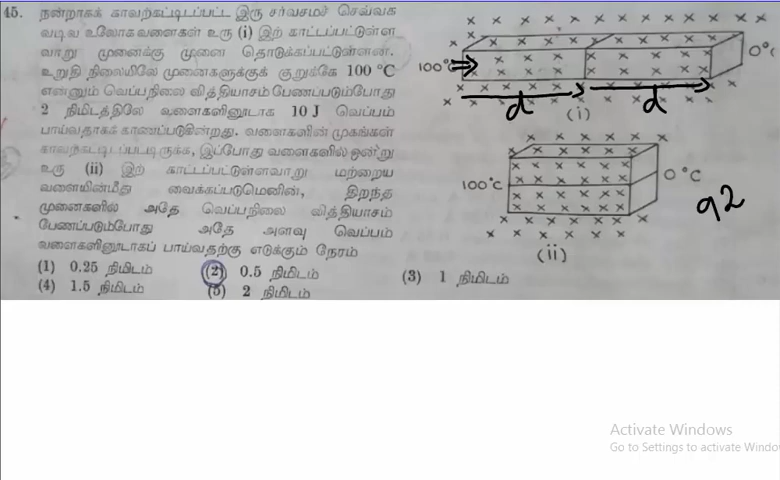 45. நன்றாகக் காவற்கட்டிடப்பட்ட இரு சர்வசமச் செவ்வக
வடிவ உலோகவளைகள் உரு (i) இற் காட்டப்பட்டுள்ள
வாறு முனைக்கு முனை தொடுக்கப்பட்டுள்ளன.
உறுதி நிலையிலே முனைகளுக்குக் குறுக்கே 100 °C
என்னும் வெப்பநிலை வித்தியாசம் பேணப்படும்போது
2 நிமிடத்திலே வளைகளினூடாக 10 J வெப்பம்
பாய்வதாகக் காணப்படுகின்றது. வளைகளின் முகங்கள்
காவற்கட்டிடப்பட்டிருக்க, இப்போது வளைகளில் ஒன்று
உரு (ii) இற் காட்டப்பட்டுள்ளவாறு மற்றைய
வளையின்மீது வைக்கப்படுமெனின், திறந்த
முனைகளில் அதே வெப்பநிலை வித்தியாசம்
பேணப்படும்போது அதே அளவு வெப்பம்
வளைகளினூடாகப் பாய்வதற்கு எடுக்கும் நேரம்
(1) 0.25 நிமிடம் (2) 0.5 நிமிடம் (3) 1 நிமிடம்
(4) 1.5 நிமிடம் (5) 2 நிமிடம்
100°C
0°C
d d
(i)
100°C
0°C
92
(ii)
Activate Windows
Go to Settings to activate Windo